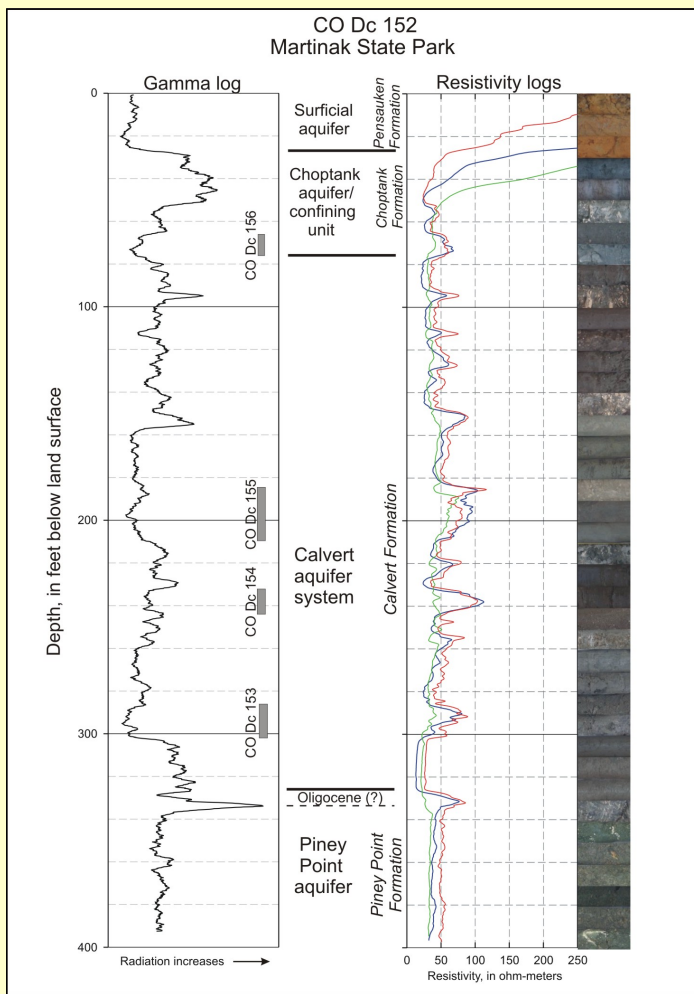 CO Dc 152
Martinak State Park
Gamma log
Resistivity logs
0
100
200
300
400
Depth, in feet below land surface
CO Dc 156
CO Dc 155
CO Dc 154
CO Dc 153
Radiation increases
Surficial
aquifer
Choptank
aquifer/
confining
unit
Calvert
aquifer
system
Oligocene (?)
Piney
Point
aquifer
Pensauken
Formation
Choptank
Formation
Calvert Formation
Piney Point
Formation
0 50 100 150 200 250
Resistivity, in ohm-meters